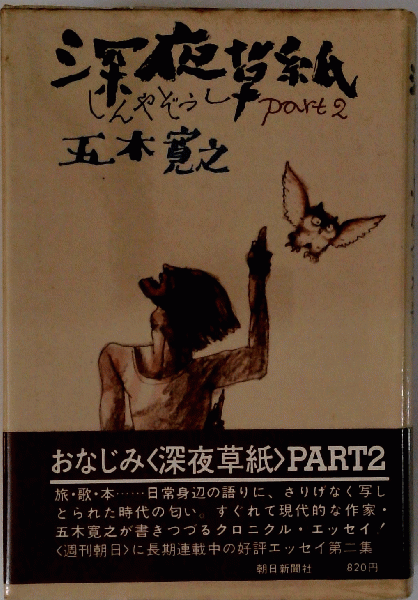 深夜草紙
しんやぞうし part 2
五木寛之
おなじみ〈深夜草紙〉PART2
旅・歌・本……日常身辺の語りに、さりげなく写し
とられた時代の匂い。すぐれて現代的な作家・
五木寛之が書きつづるクロニクル・エッセイ！
〈週刊朝日〉に長期連載中の好評エッセイ第二集
朝日新聞社 820円